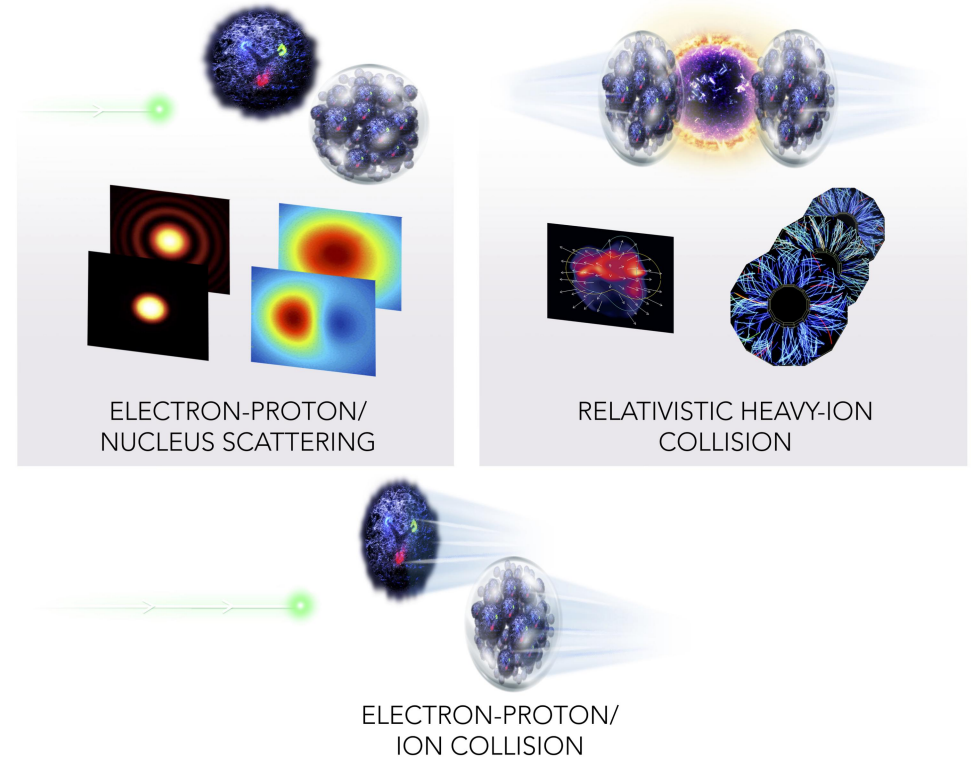 ELECTRON-PROTON/
NUCLEUS SCATTERING
RELATIVISTIC HEAVY-ION
COLLISION
ELECTRON-PROTON/
ION COLLISION